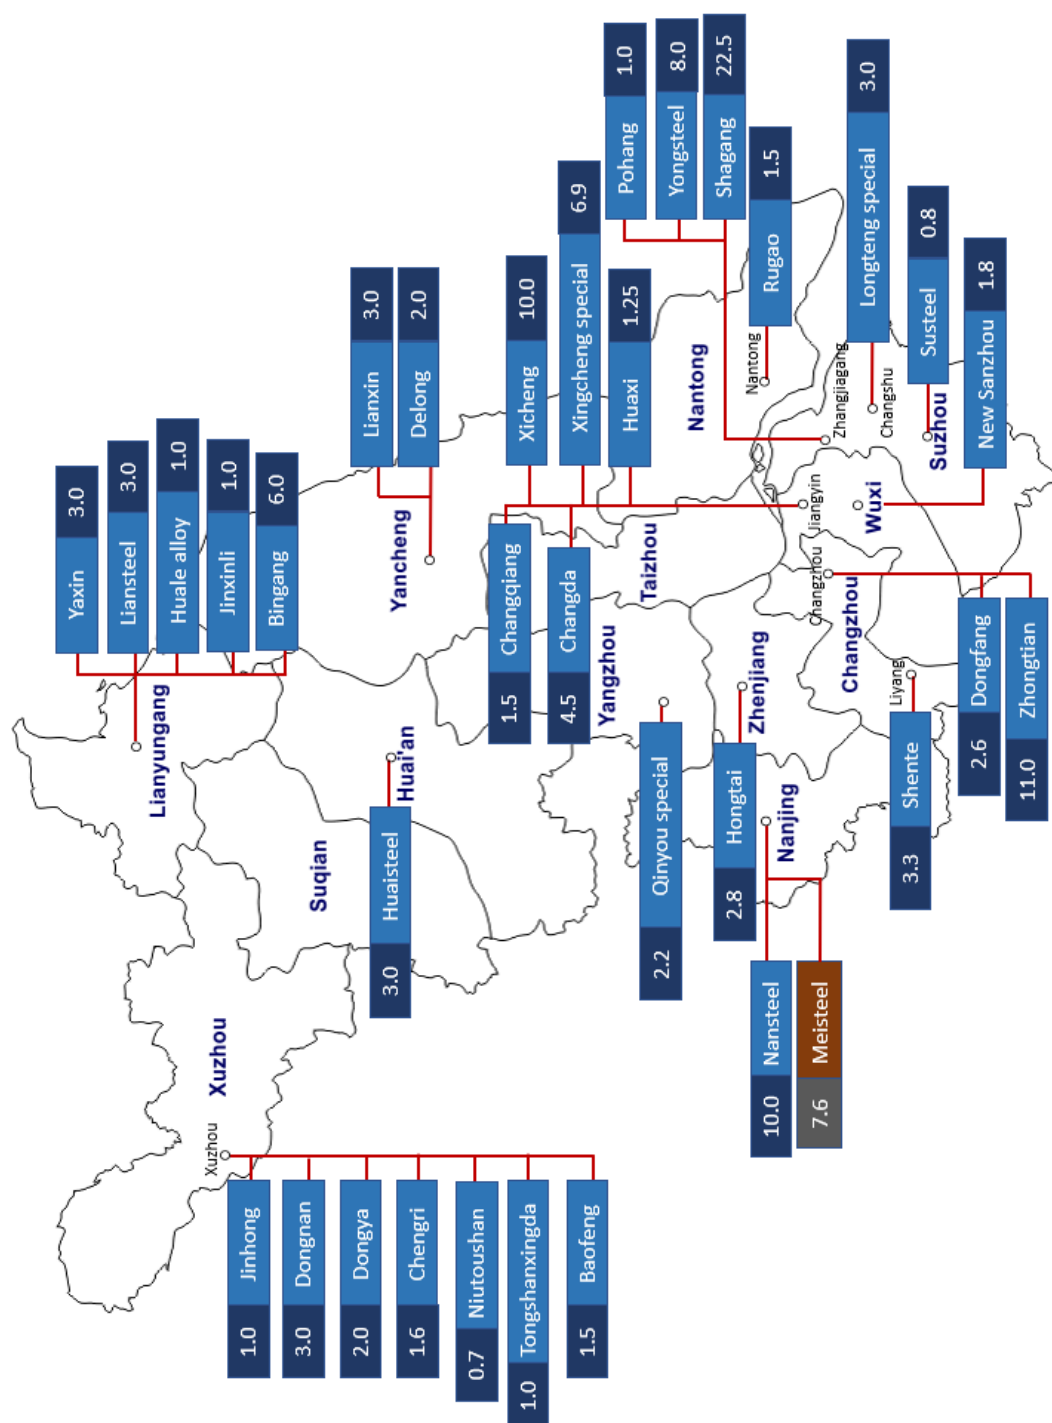 Yaxin 3.0
Liansteel 3.0
Huale alloy 1.0
Jinxinli 1.0
Bingang 6.0
Lianyungang
Xuzhou
Xuzhou
1.0 Jinhong
3.0 Dongnan
2.0 Dongya
1.6 Chengri
0.7 Niutoushan
1.0 Tongshanxingda
1.5 Baofeng
Suqian
3.0 Huaisteel
Huai'an
Lianxin 3.0
Delong 2.0
Yancheng
1.5 Changqiang
4.5 Changda
Xicheng 10.0
Xingcheng special 6.9
Huaxi 1.25
Yangzhou
Taizhou
Nantong
Pohang 1.0
Yongsteel 8.0
Shagang 22.5
Nantong
Rugao 1.5
2.2 Qinyou special
2.8 Hongtai
Zhenjiang
10.0 Nansteel
7.6 Meisteel
Nanjing
Changzhou
Changzhou
Jiangyin
Zhangjiagang
Changshu
Longteng special 3.0
Wuxi
Suzhou
Susteel 0.8
New Sanzhou 1.8
Liyang
3.3 Shente
2.6 Dongfang
11.0 Zhongtian